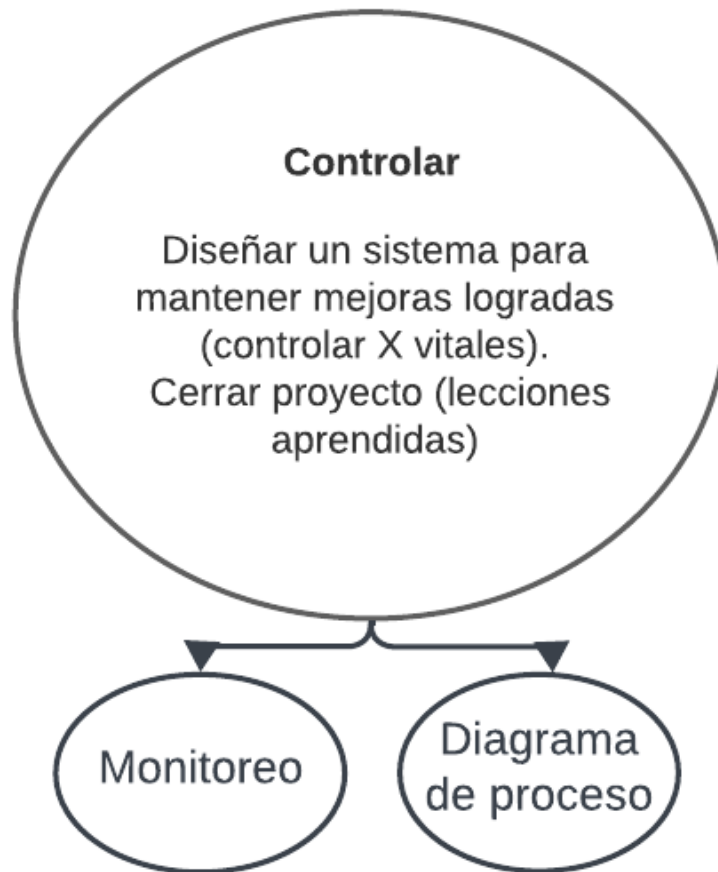 Controlar
Diseñar un sistema para
mantener mejoras logradas
(controlar X vitales).
Cerrar proyecto (lecciones
aprendidas)
Monitoreo
Diagrama
de proceso